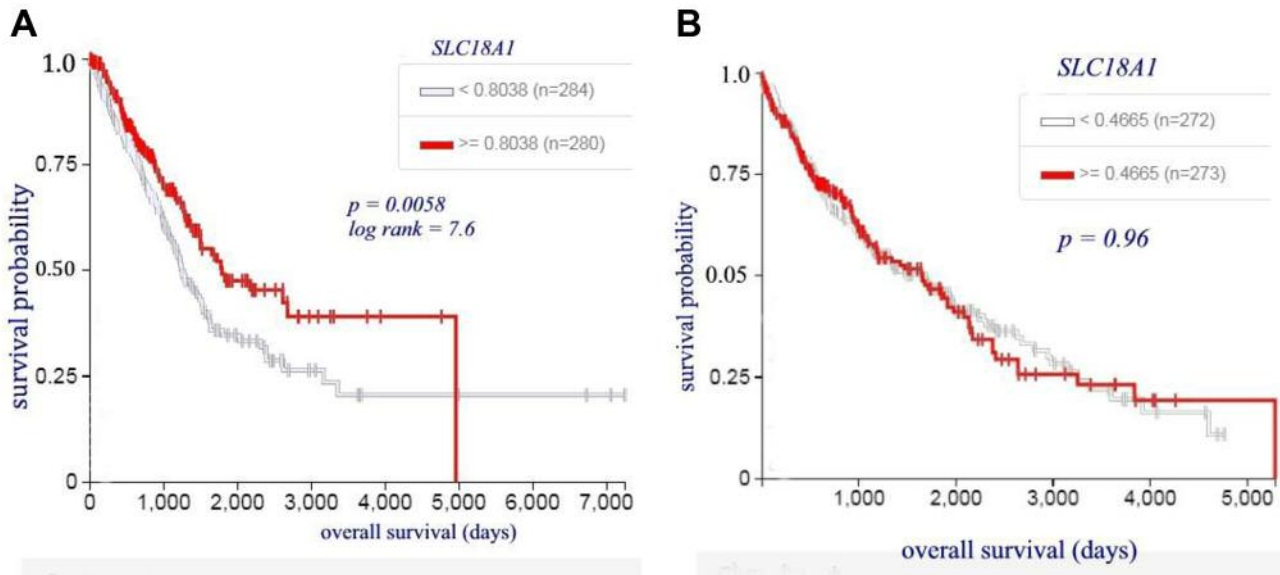 A
SLC18A1
< 0.8038 (n=284)
>= 0.8038 (n=280)
p = 0.0058
log rank = 7.6
survival probability
1.0
0.75
0.50
0.25
0
0 1,000 2,000 3,000 4,000 5,000 6,000 7,000
overall survival (days)
B
SLC18A1
< 0.4665 (n=272)
>= 0.4665 (n=273)
p = 0.96
survival probability
1.0
0.75
0.05
0.25
0
1,000 2,000 3,000 4,000 5,000
overall survival (days)